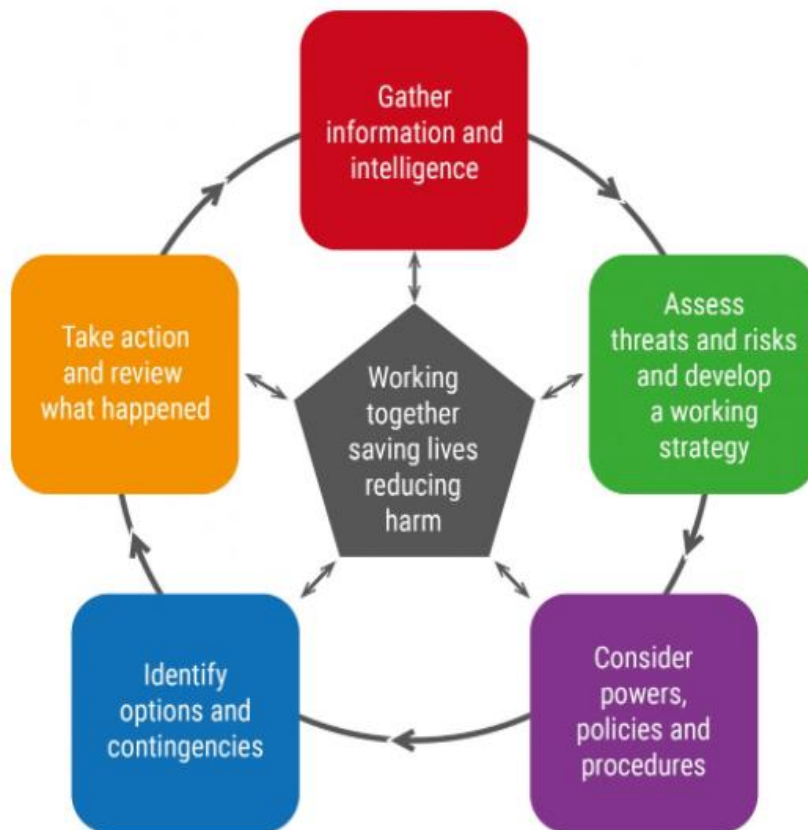 Gather
information and
intelligence
Assess
threats and risks
and develop
a working
strategy
Consider
powers,
policies and
procedures
Identify
options and
contingencies
Take action
and review
what happened
Working
together
saving lives
reducing
harm